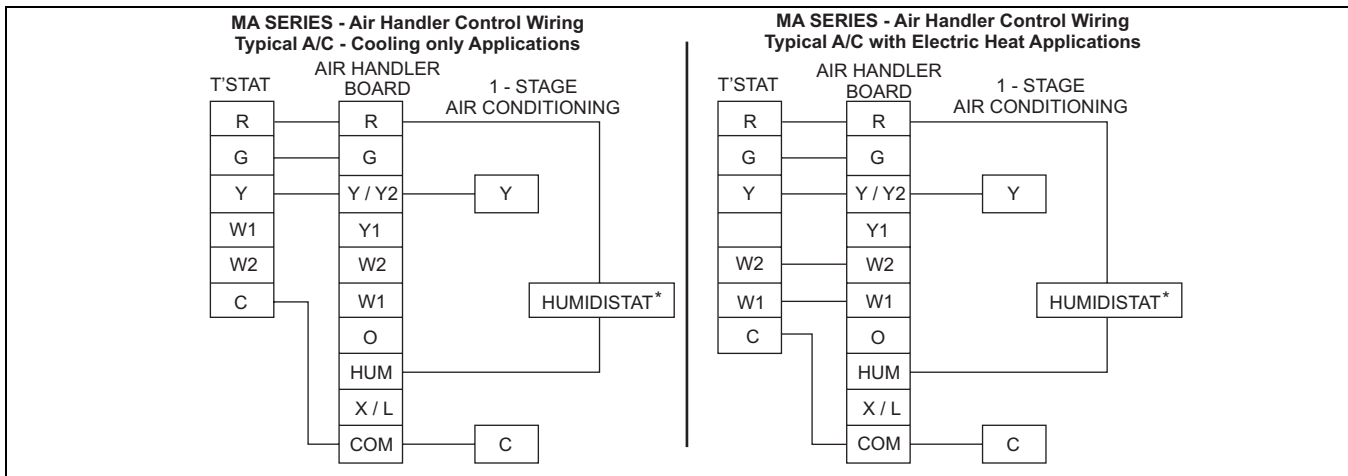 MA SERIES - Air Handler Control Wiring
Typical A/C - Cooling only Applications
T'STAT
AIR HANDLER
BOARD
1 - STAGE
AIR CONDITIONING
R
R
G
G
Y
Y / Y2
Y
W1
Y1
W2
W2
C
W1
HUMIDISTAT*
O
HUM
X / L
COM
C
MA SERIES - Air Handler Control Wiring
Typical A/C with Electric Heat Applications
T'STAT
AIR HANDLER
BOARD
1 - STAGE
AIR CONDITIONING
R
R
G
G
Y
Y / Y2
Y
Y1
W2
W2
W1
W1
HUMIDISTAT*
C
O
HUM
X / L
COM
C